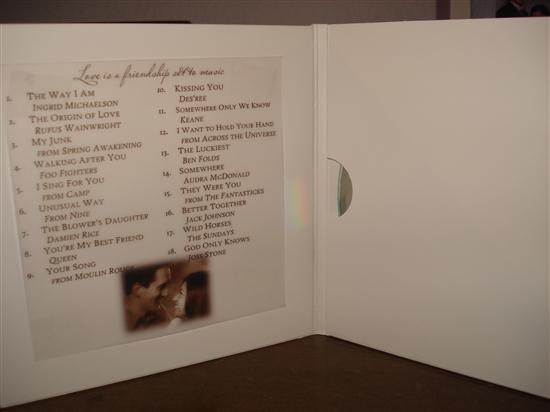 Love is a friendship set to music
1. The Way I Am
Ingrid Michaelson
2. The Origin of Love
Rufus Wainwright
3. My Junk
from Spring Awakening
4. Walking After You
Foo Fighters
5. I Sing For You
from Camp
6. Unusual Way
from Nine
7. The Blower's Daughter
Damien Rice
8. You're My Best Friend
Queen
9. Your Song
from Moulin Rouge
10. Kissing You
Des'ree
11. Somewhere Only We Know
Keane
12. I Want to Hold Your Hand
from Across the Universe
13. The Luckiest
Ben Folds
14. Somewhere
Audra McDonald
15. They Were You
from The Fantasticks
16. Better Together
Jack Johnson
17. Wild Horses
The Sundays
18. God Only Knows
Joss Stone